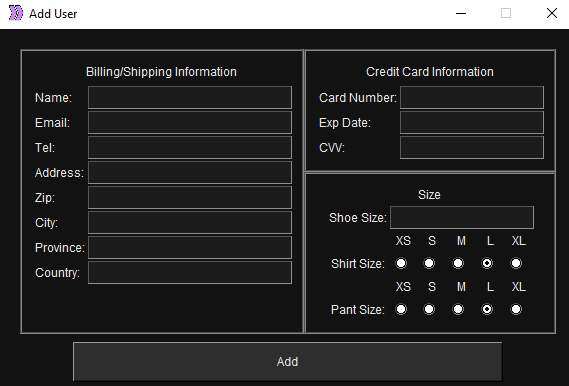 Add User
Billing/Shipping Information
Name:
Email:
Tel:
Address:
Zip:
City:
Province:
Country:
Credit Card Information
Card Number:
Exp Date:
CVV:
Size
Shoe Size:
XS S M L XL
Shirt Size:
XS S M L XL
Pant Size:
Add